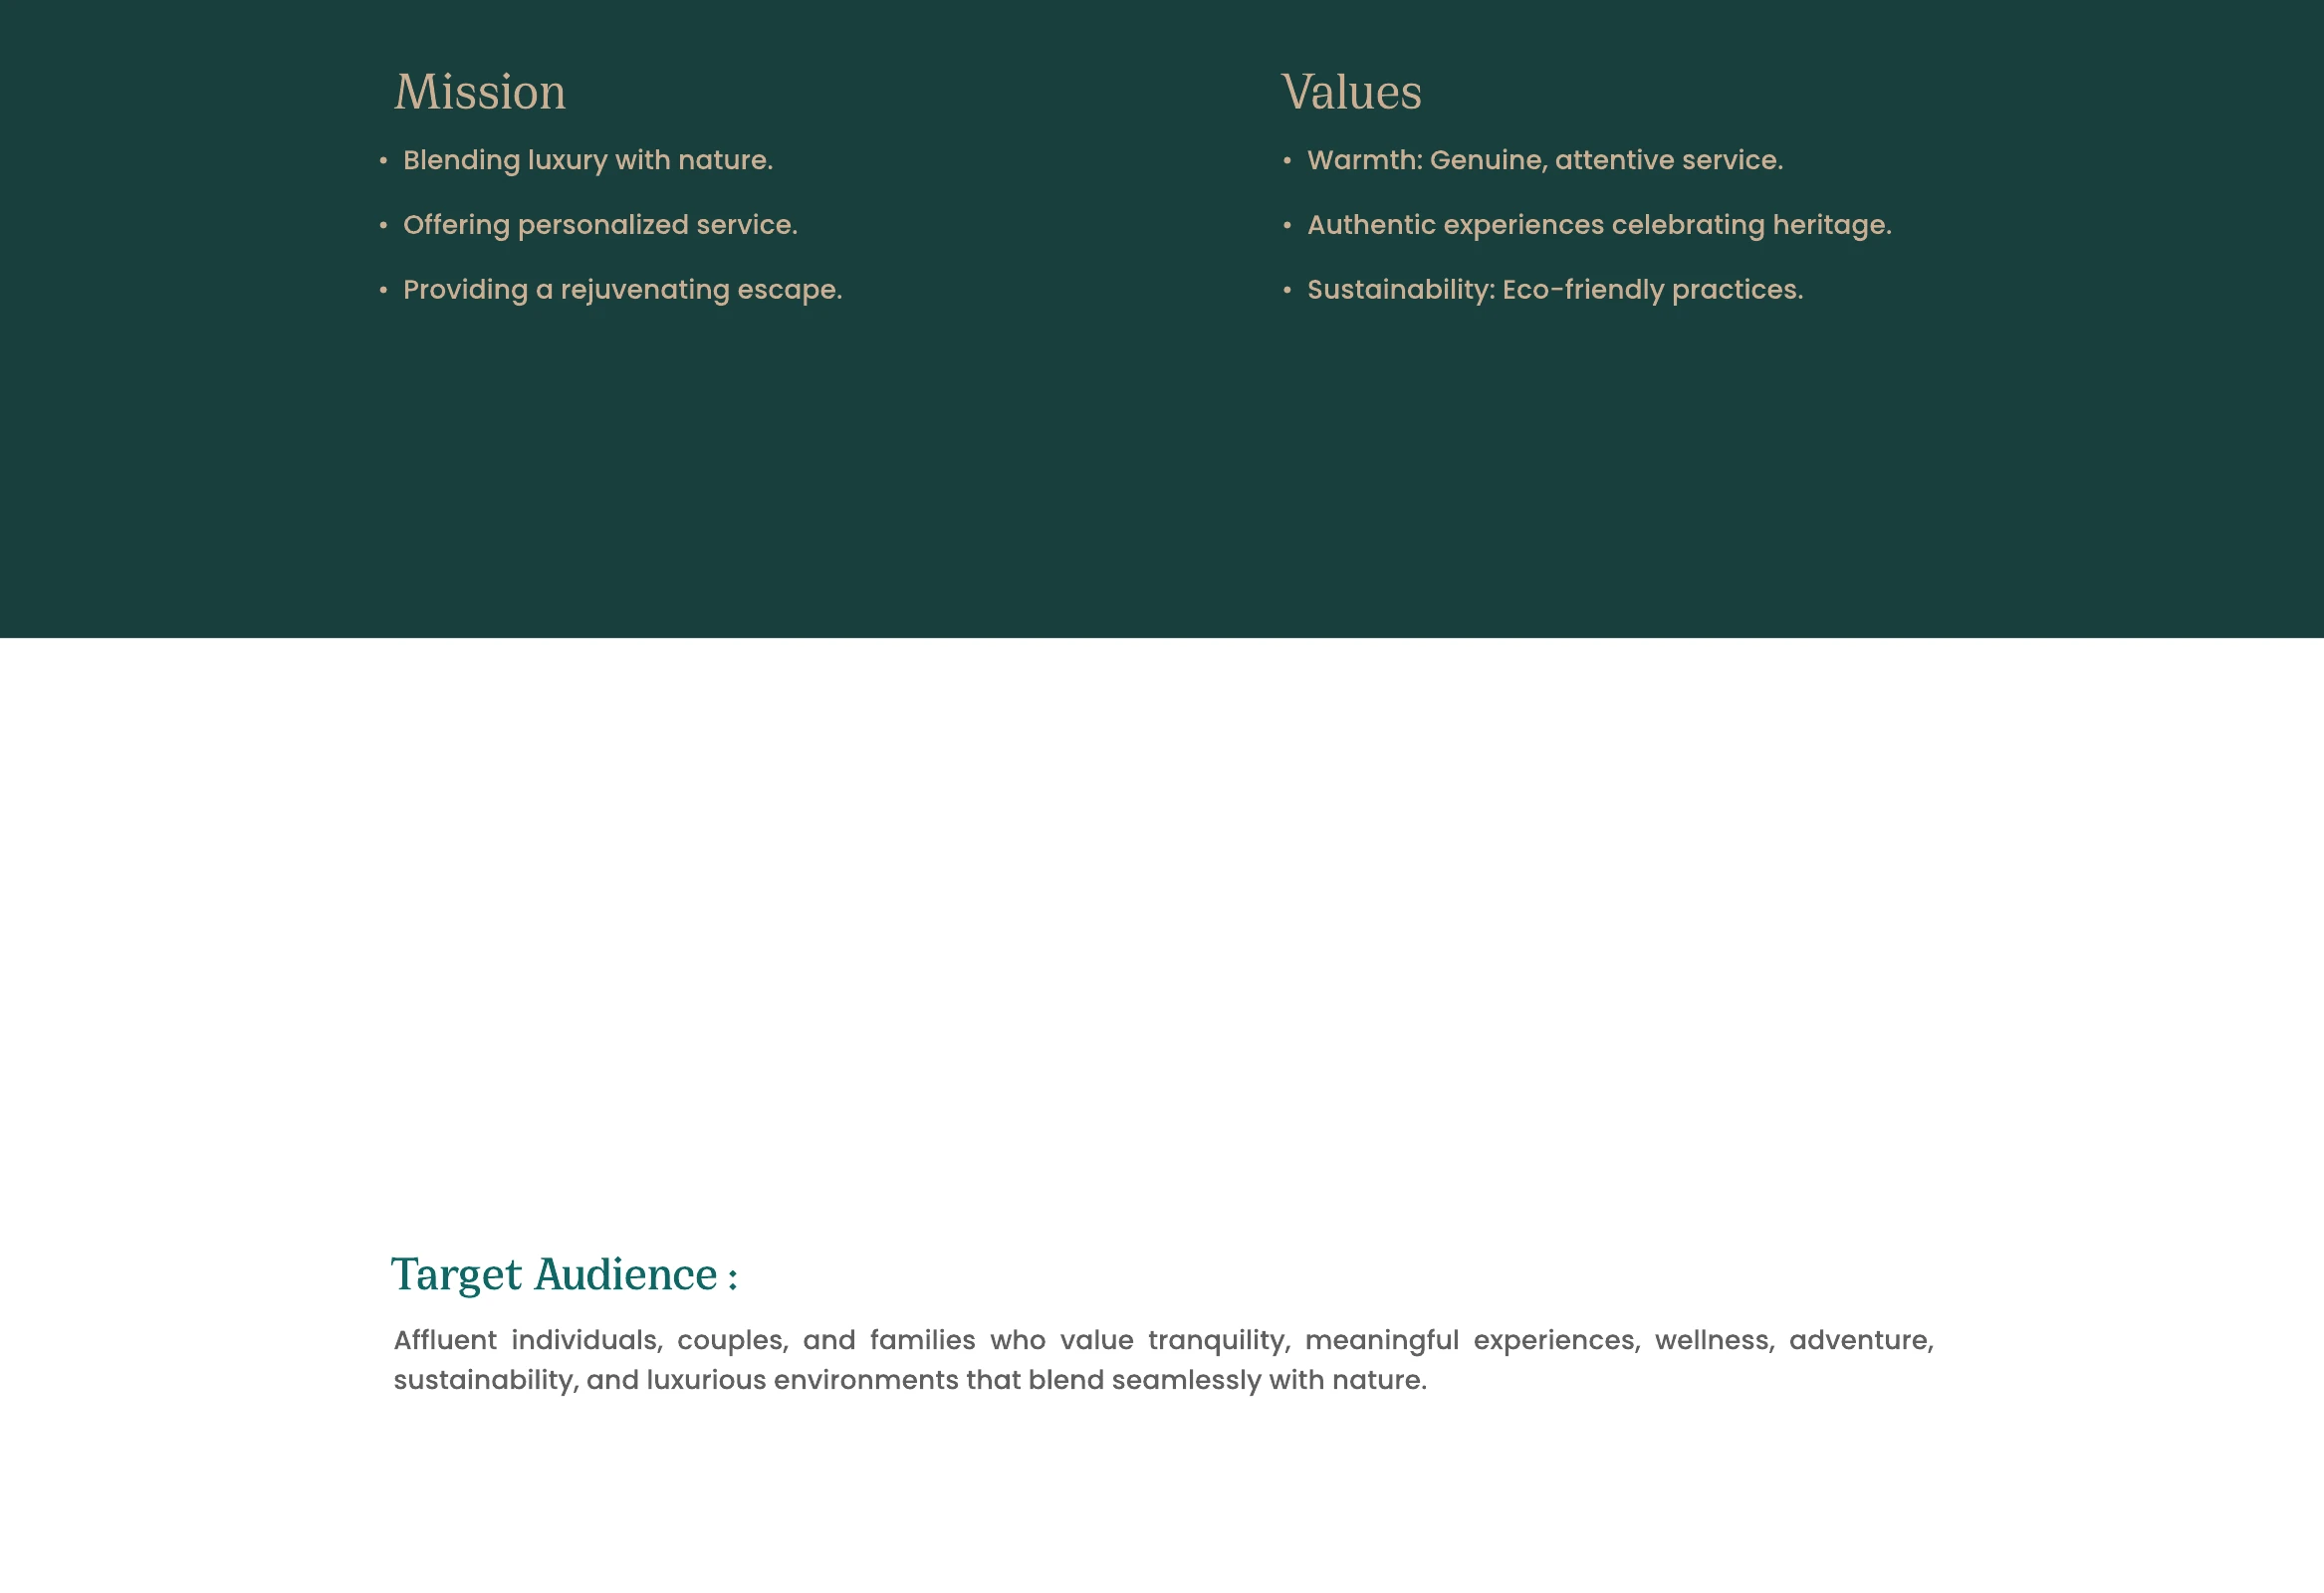 Mission
• Blending luxury with nature.
• Offering personalized service.
• Providing a rejuvenating escape.
Values
• Warmth: Genuine, attentive service.
• Authentic experiences celebrating heritage.
• Sustainability: Eco-friendly practices.
Target Audience :
Affluent individuals, couples, and families who value tranquility, meaningful experiences, wellness, adventure,
sustainability, and luxurious environments that blend seamlessly with nature.